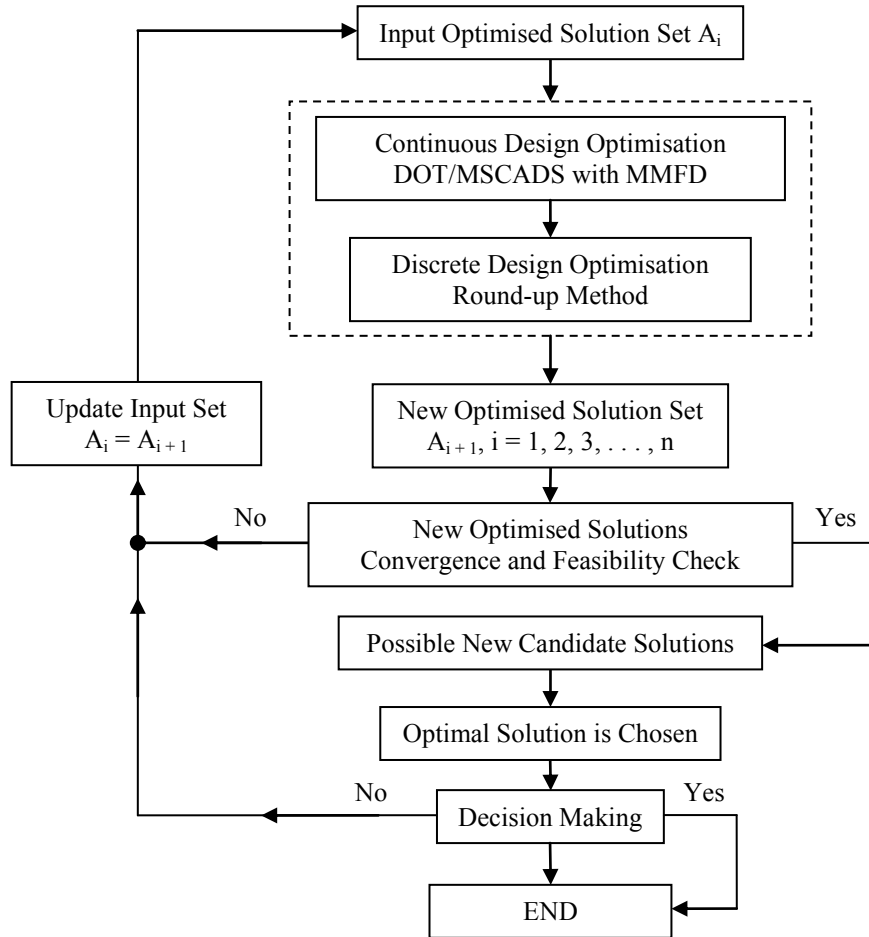 Input Optimised Solution Set Ai
Continuous Design Optimisation
DOT/MSCADS with MMFD
Discrete Design Optimisation
Round-up Method
Update Input Set
Ai = Ai + 1
New Optimised Solution Set
Ai + 1, i = 1, 2, 3, . . . , n
No
New Optimised Solutions
Convergence and Feasibility Check
Yes
Possible New Candidate Solutions
Optimal Solution is Chosen
No
Decision Making
Yes
END